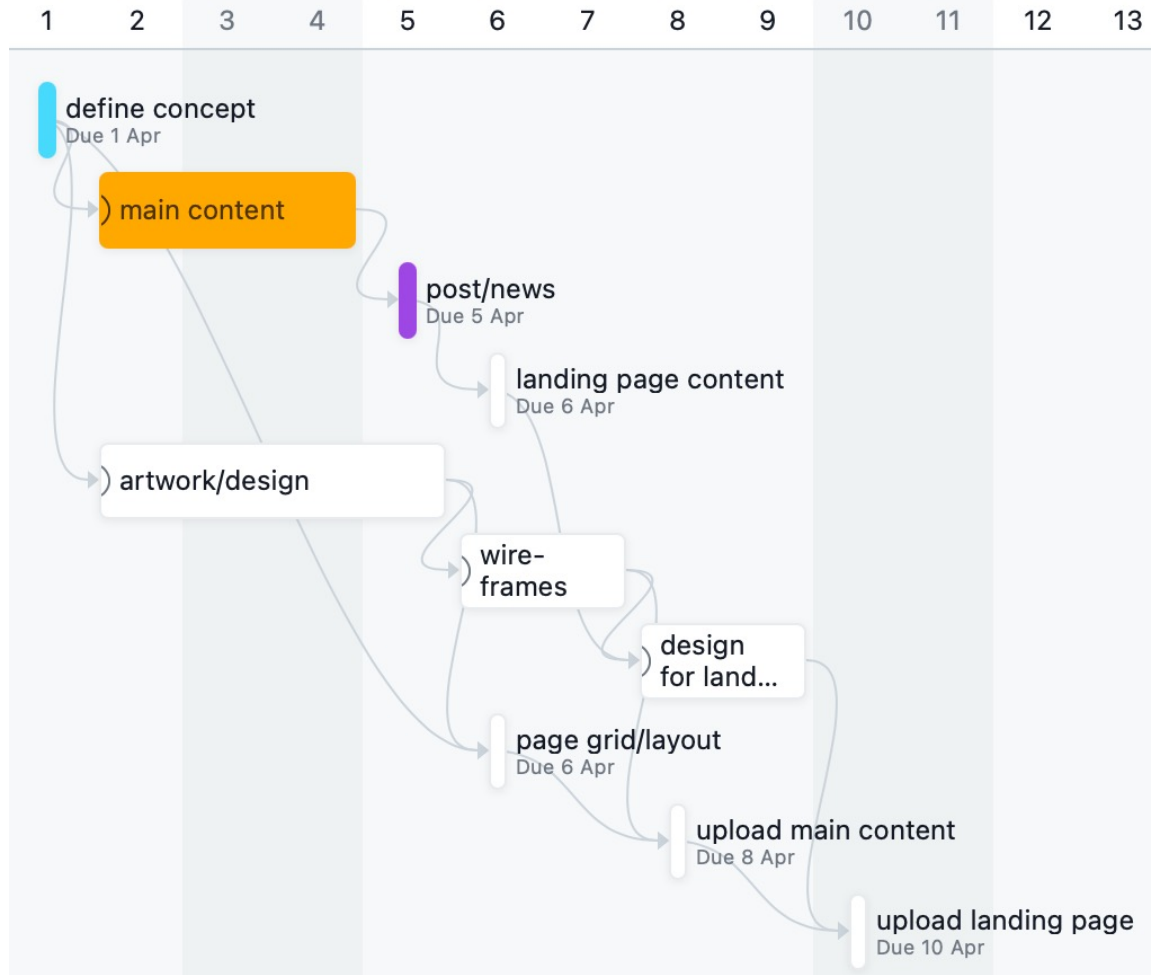 1 2 3 4 5 6 7 8 9 10 11 12 13
define concept
Due 1 Apr
main content
post/news
Due 5 Apr
landing page content
Due 6 Apr
artwork/design
wire-
frames
design
for land...
page grid/layout
Due 6 Apr
upload main content
Due 8 Apr
upload landing page
Due 10 Apr